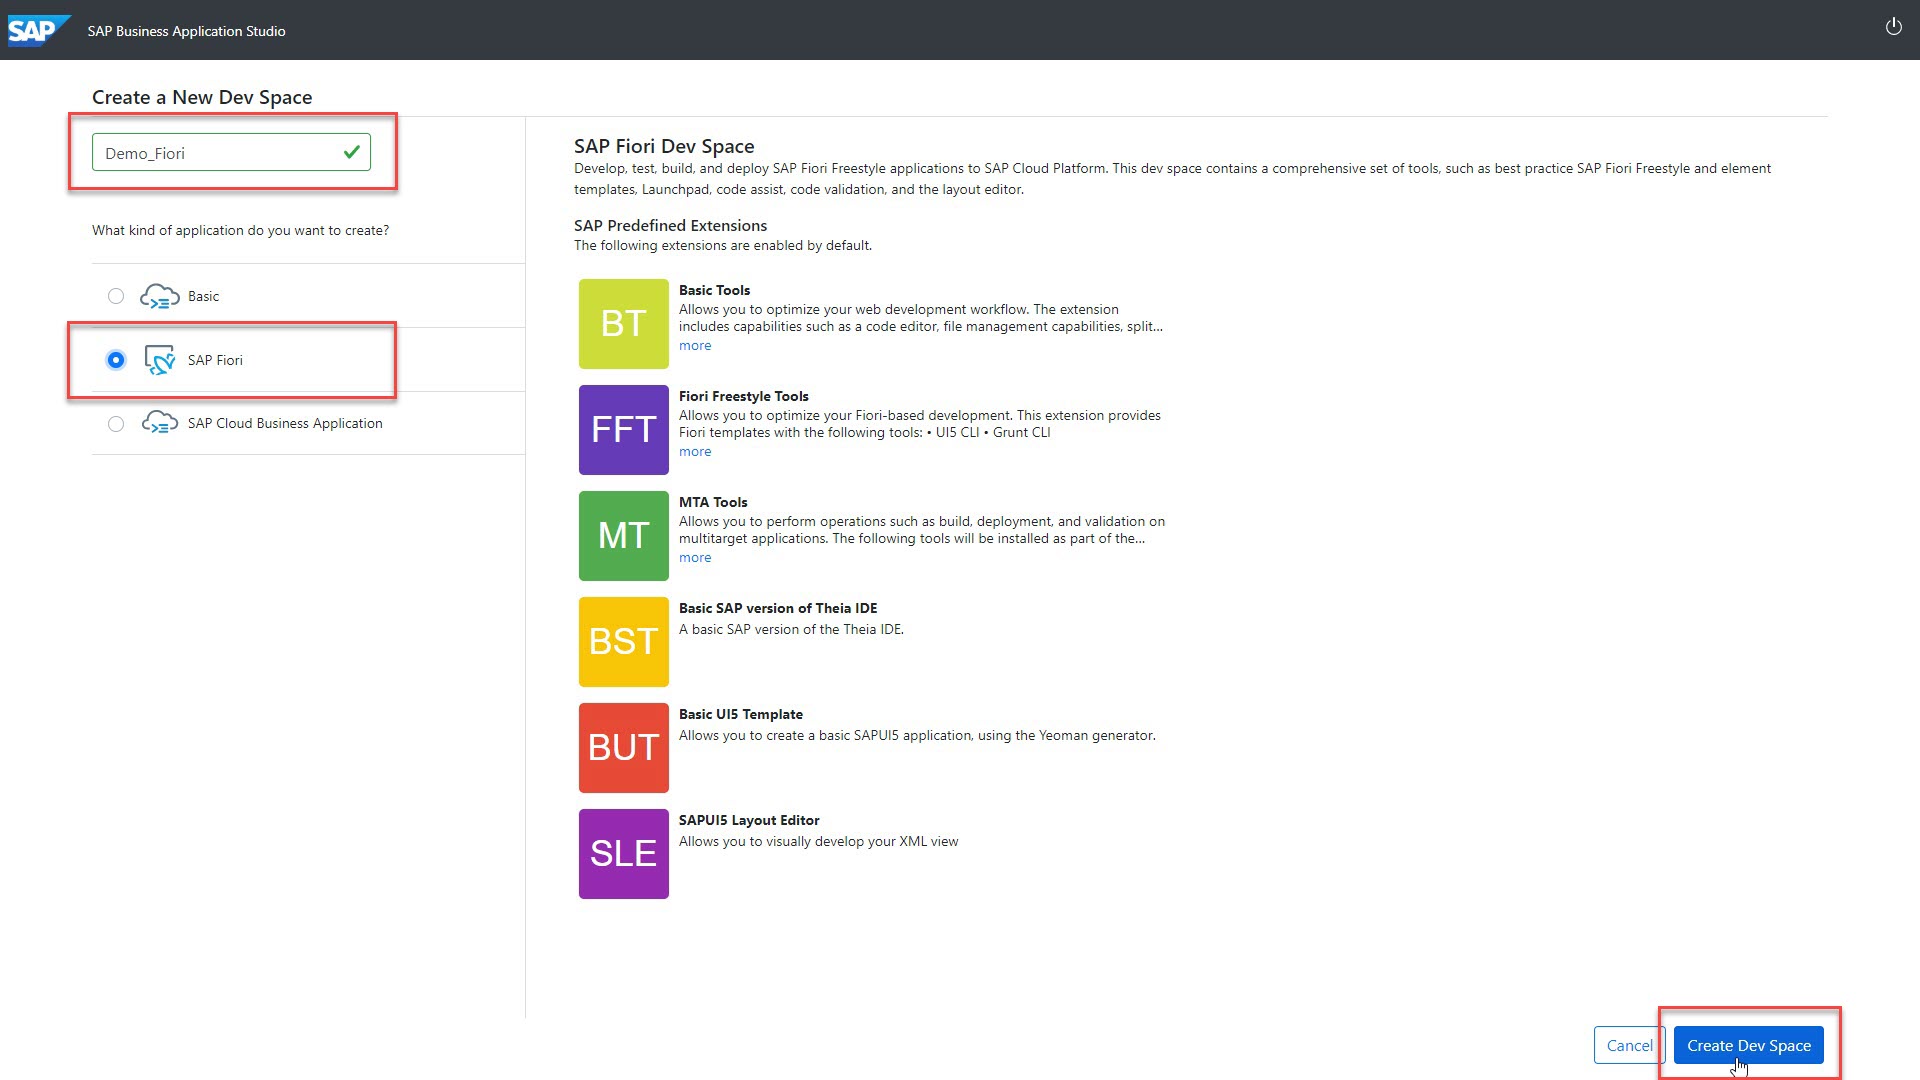 SAP SAP Business Application Studio
Create a New Dev Space
Demo_Fiori
What kind of application do you want to create?
Basic
SAP Fiori
SAP Cloud Business Application
SAP Fiori Dev Space
Develop, test, build, and deploy SAP Fiori Freestyle applications to SAP Cloud Platform. This dev space contains a comprehensive set of tools, such as best practice SAP Fiori Freestyle and element
templates, Launchpad, code assist, code validation, and the layout editor.
SAP Predefined Extensions
The following extensions are enabled by default.
BT
Basic Tools
Allows you to optimize your web development workflow. The extension
includes capabilities such as a code editor, file management capabilities, split...
more
FFT
Fiori Freestyle Tools
Allows you to optimize your Fiori-based development. This extension provides
Fiori templates with the following tools: • UI5 CLI • Grunt CLI
more
MT
MTA Tools
Allows you to perform operations such as build, deployment, and validation on
multitarget applications. The following tools will be installed as part of the...
more
BST
Basic SAP version of Theia IDE
A basic SAP version of the Theia IDE.
BUT
Basic UI5 Template
Allows you to create a basic SAPUI5 application, using the Yeoman generator.
SLE
SAPUI5 Layout Editor
Allows you to visually develop your XML view
Cancel
Create Dev Space